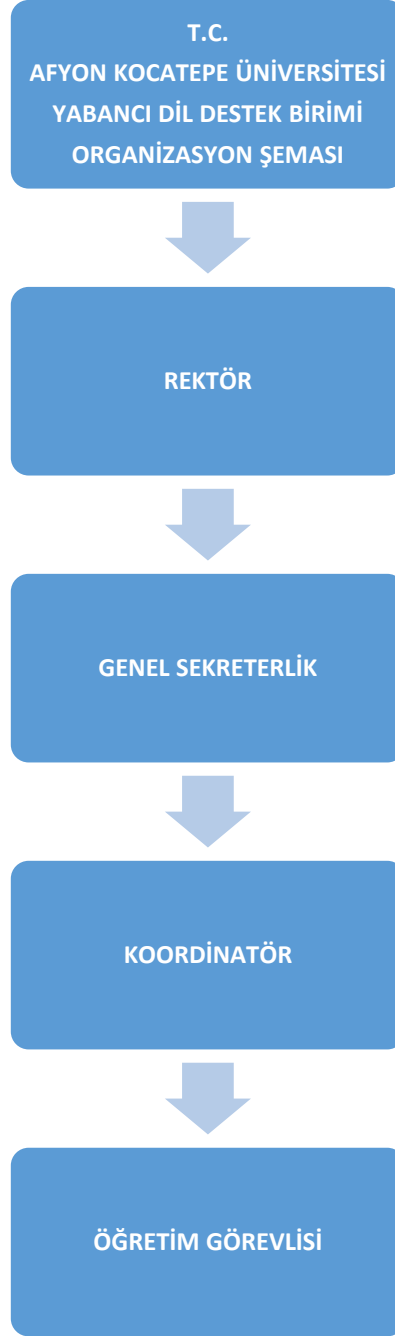 T.C.
AFYON KOCATEPE ÜNİVERSİTESİ
YABANCI DİL DESTEK BİRİMİ
ORGANİZASYON ŞEMASI
REKTÖR
GENEL SEKRETERLİK
KOORDİNATÖR
ÖĞRETİM GÖREVLİSİ